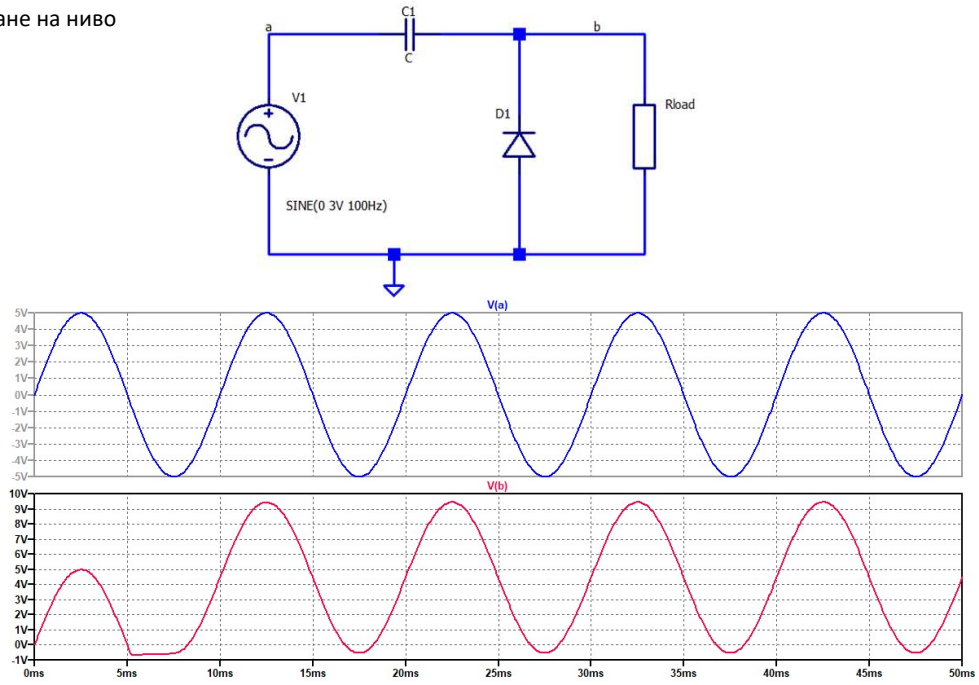 ане на ниво
C1
a
b
C
V1
D1
Rload
SINE(0 3V 100Hz)
V(a)
5V
4V
3V
2V
1V
0V
-1V
-2V
-3V
-4V
-5V
V(b)
10V
9V
8V
7V
6V
5V
4V
3V
2V
1V
0V
-1V
0ms 5ms 10ms 15ms 20ms 25ms 30ms 35ms 40ms 45ms 50ms